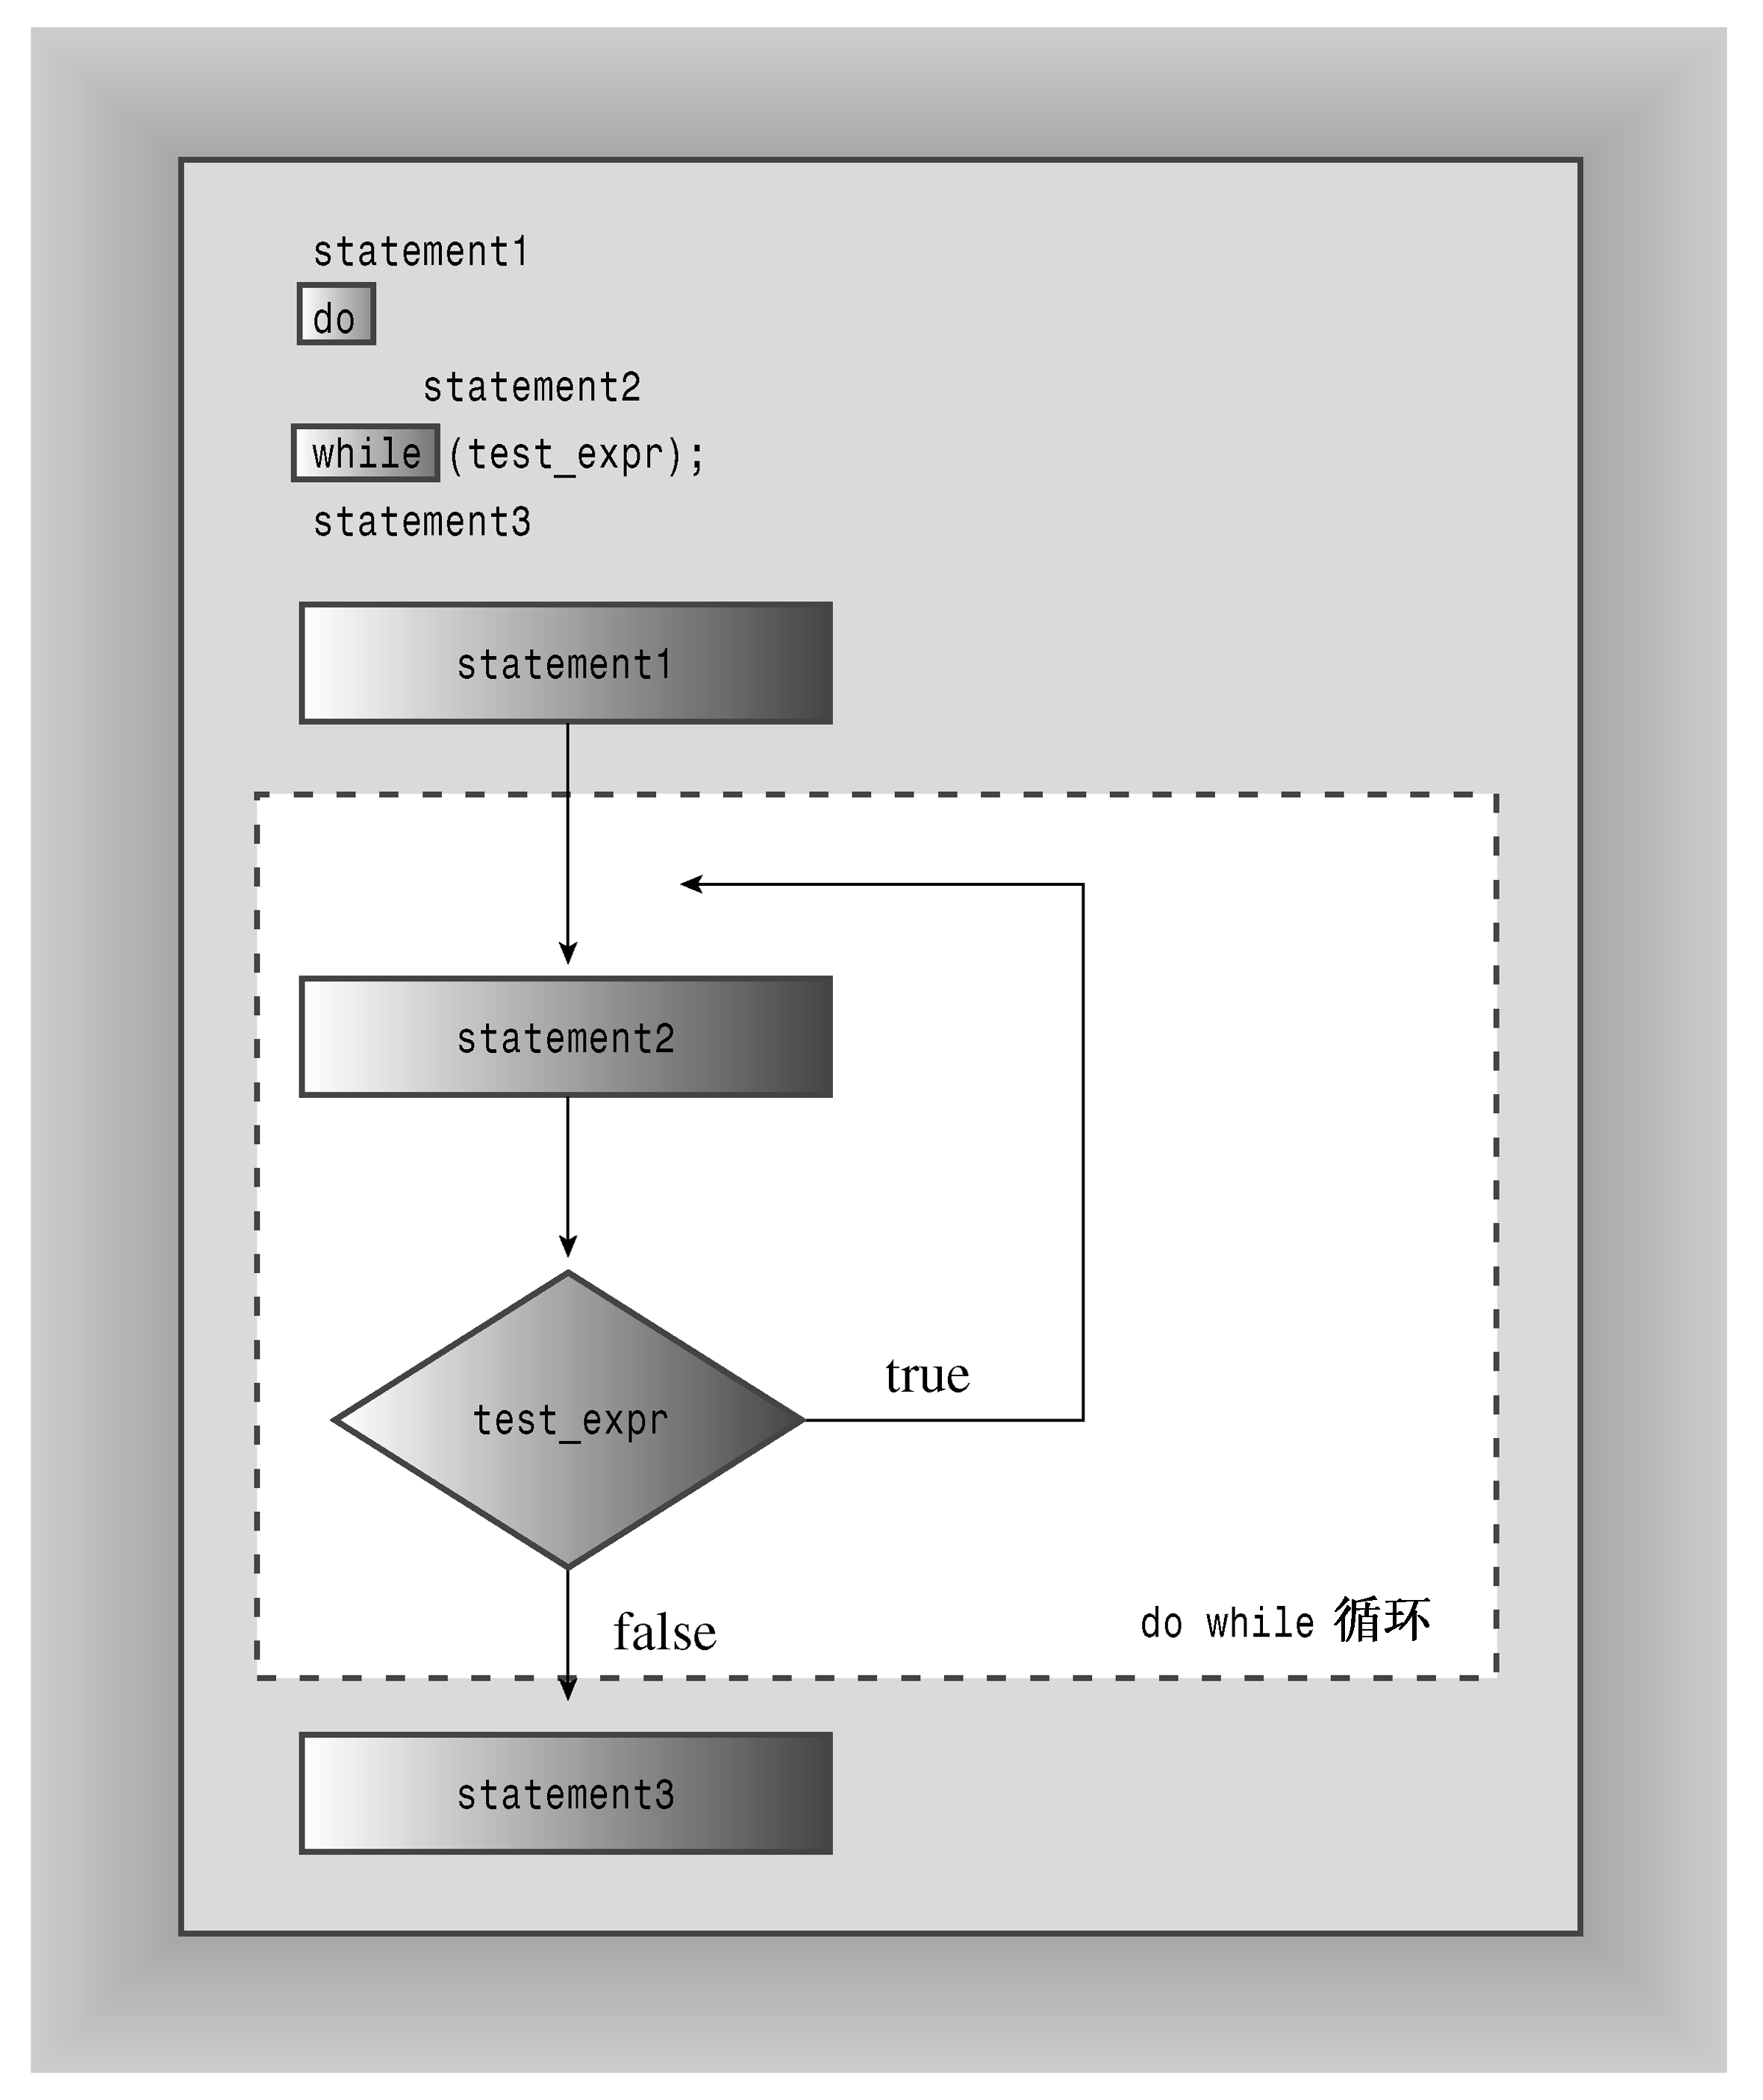 statement1
do
statement2
while (test_expr);
statement3
statement1
statement2
test_expr
true
false
do while 循环
statement3